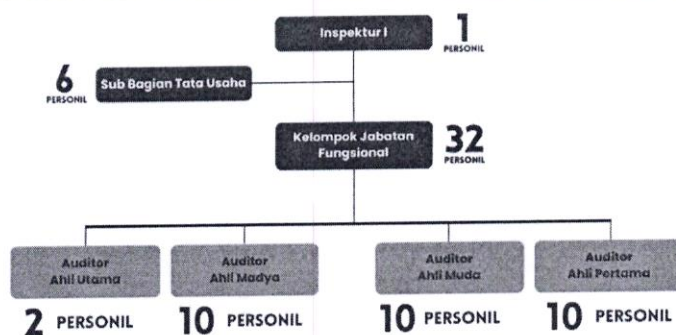 Inspektur I
1
PERSONIL
6
PERSONIL
Sub Bagian Tata Usaha
Kelompok Jabatan
Fungsional
32
PERSONIL
Auditor
Ahli Utama
Auditor
Ahli Madya
Auditor
Ahli Muda
Auditor
Ahli Pertama
2 PERSONIL
10 PERSONIL
10 PERSONIL
10 PERSONIL